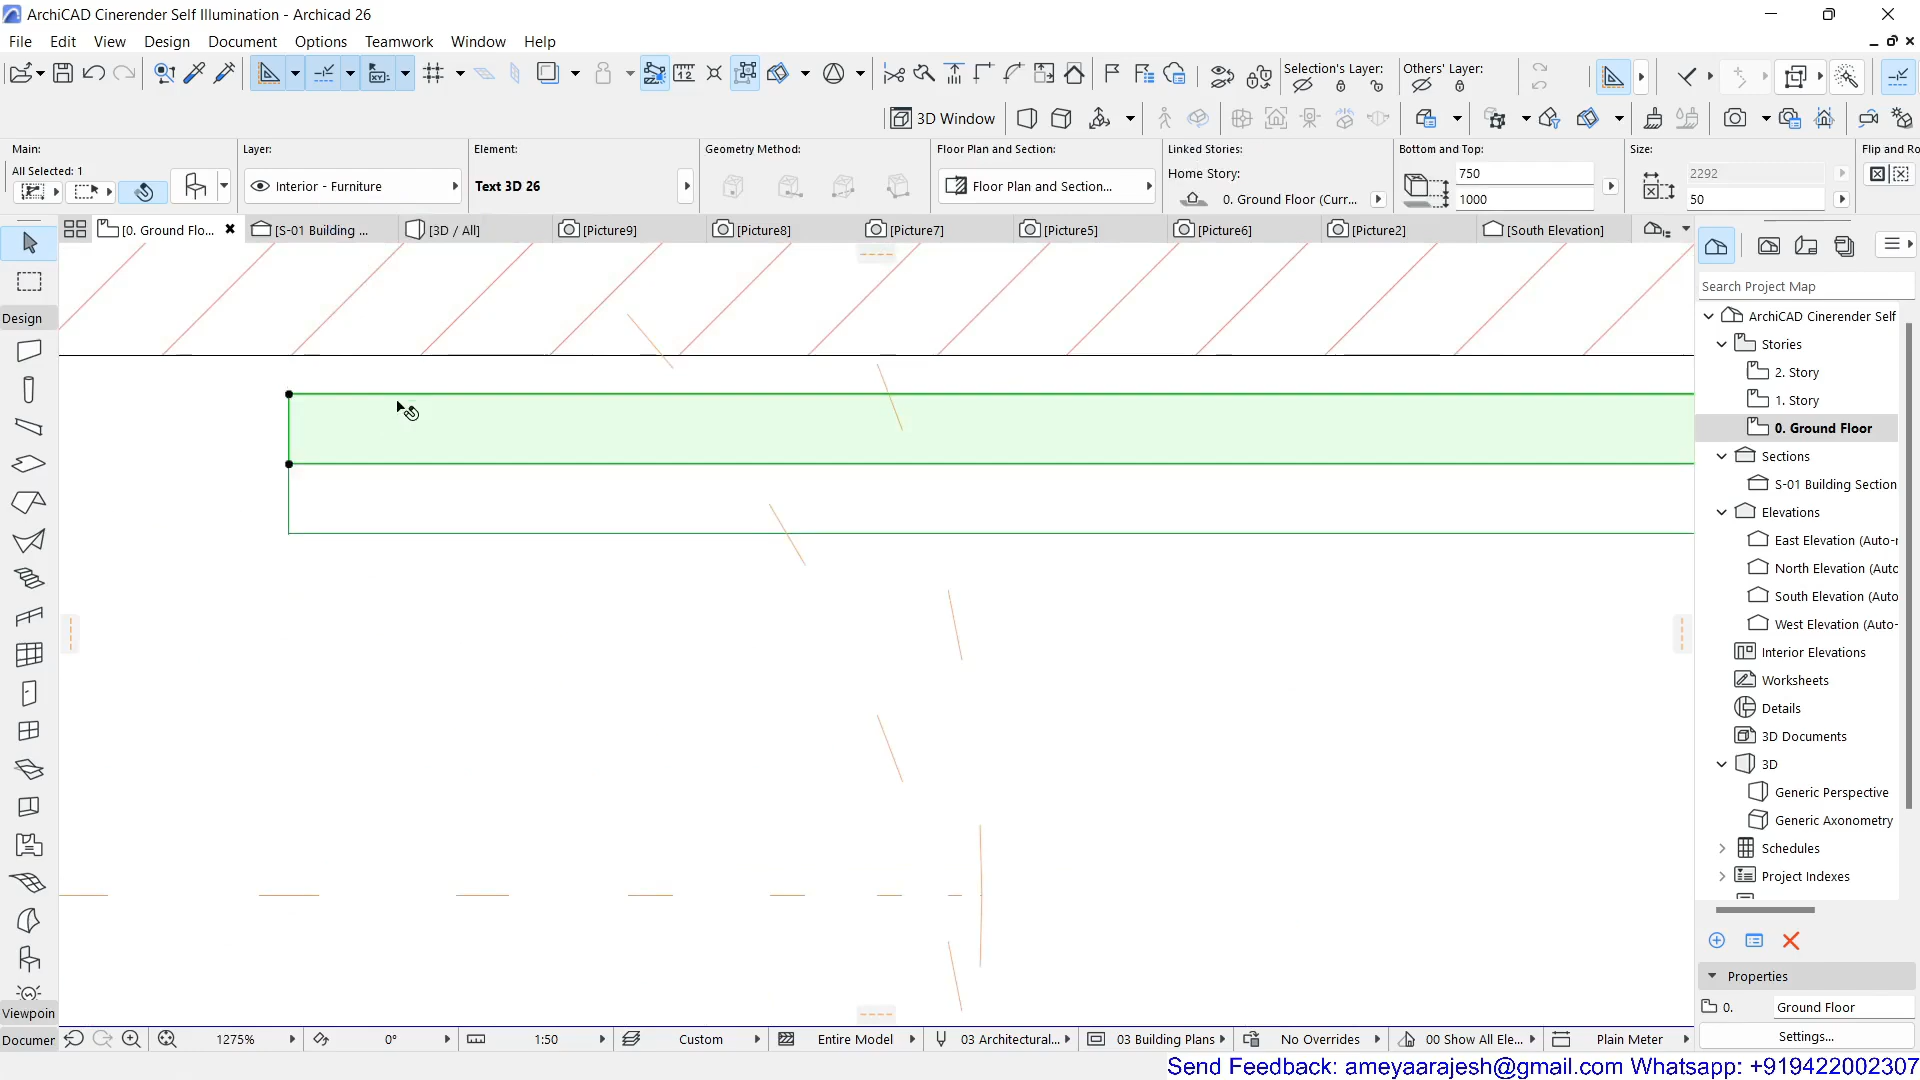 ArchiCAD Cinerender Self Illumination - Archicad 26
File Edit View Design Document Options Teamwork Window Help
Selection's Layer: Others' Layer:
3D Window
Main: Layer: Element: Geometry Method: Floor Plan and Section: Linked Stories: Bottom and Top: Size: Flip and Ro
All Selected: 1 Home Story: 750 2292
Interior - Furniture Text 3D 26 Floor Plan and Section...
0. Ground Floor (Curr... 1000 50
[0. Ground Flo... [S-01 Building ... [3D / All] [Picture9] [Picture8] [Picture7] [Picture5] [Picture6] [Picture2] [South Elevation]
Search Project Map
Design
ArchiCAD Cinerender Self
Stories
2. Story
1. Story
0. Ground Floor
Sections
S-01 Building Section
Elevations
East Elevation (Auto-r
North Elevation (Autc
South Elevation (Auto
West Elevation (Auto-
Interior Elevations
Worksheets
Details
3D Documents
3D
Generic Perspective
Generic Axonometry
Schedules
Project Indexes
Properties
0. Ground Floor
Settings...
Viewpoin
Documer 1275% 0° 1:50 Custom Entire Model 03 Architectural... 03 Building Plans No Overrides 00 Show All Ele... Plain Meter
Send Feedback: ameyaarajesh@gmail.com Whatsapp: +919422002307